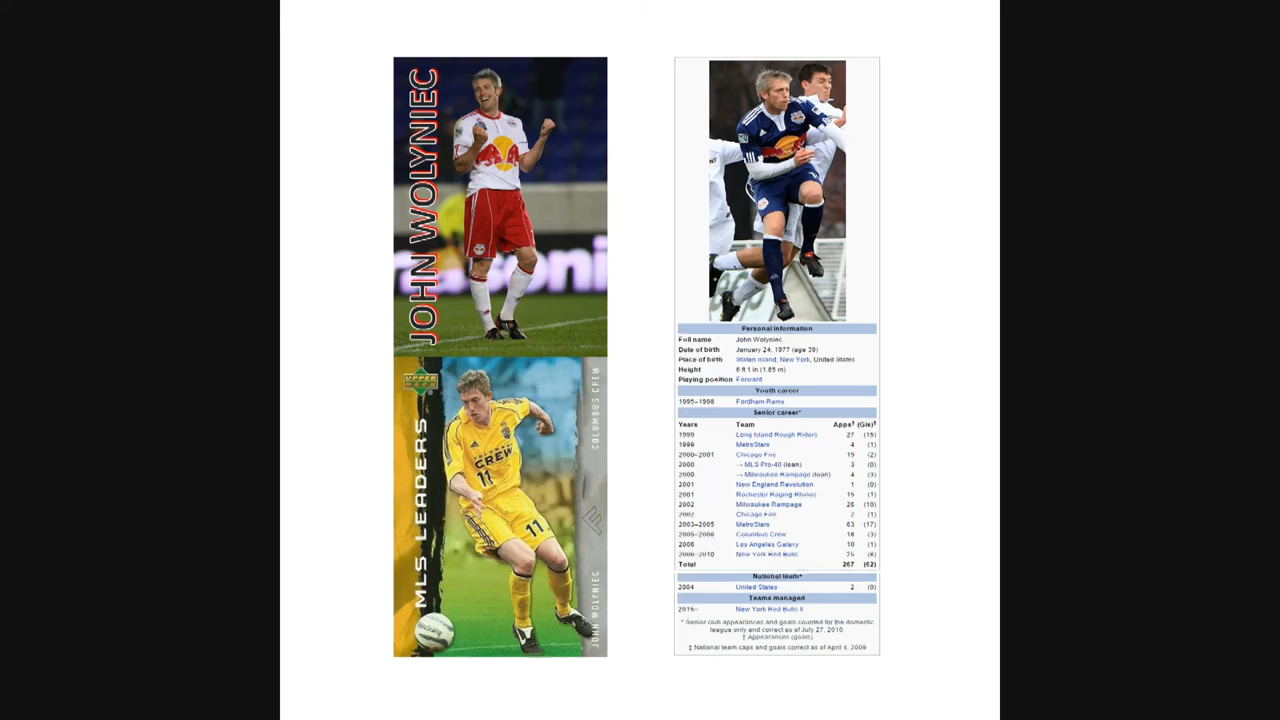 JOHN WOLYNIEC
UPPER DECK
MLS LEADERS
CREW
11
11
COLUMBUS CREW
F
JOHN WOLYNIEC
Personal information
Full name John Wolyniec
Date of birth January 24, 1977 (age 39)
Place of birth Staten Island, New York, United States
Height 6 ft 1 in (1.85 m)
Playing position Forward
Youth career
1995–1998 Fordham Rams
Senior career*
Years Team Apps† (Gls)†
1999 Long Island Rough Riders 27 (15)
1999 MetroStars 4 (1)
2000–2001 Chicago Fire 19 (2)
2000 → MLS Pro-40 (loan) 3 (0)
2000 → Milwaukee Rampage (loan) 4 (3)
2001 New England Revolution 1 (0)
2001 Rochester Raging Rhinos 15 (1)
2002 Milwaukee Rampage 26 (10)
2002 Chicago Fire 2 (1)
2003–2005 MetroStars 63 (17)
2005–2006 Columbus Crew 18 (3)
2006 Los Angeles Galaxy 10 (1)
2006–2010 New York Red Bulls 75 (8)
Total 267 (62)
National team‡
2004 United States 2 (0)
Teams managed
2015– New York Red Bulls II
* Senior club appearances and goals counted for the domestic
league only and correct as of July 27, 2010.
† Appearances (goals)
‡ National team caps and goals correct as of April 4, 2009